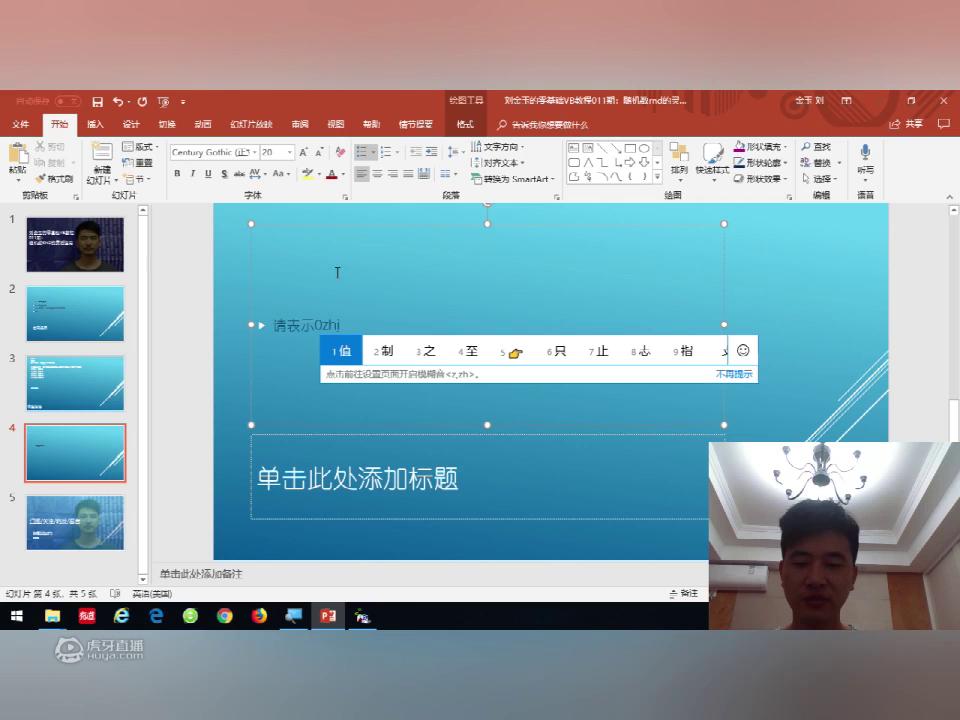 绘图工具
刘金玉的零基础VB教程011期：随机数rnd的灵...
金玉 刘
文件
开始
插入
设计
切换
动画
幻灯片放映
审阅
视图
帮助
情节提要
格式
告诉我你想要做什么
共享
粘贴
剪切
复制
格式刷
剪贴板
新建
幻灯片
版式
重置
节
幻灯片
Century Gothic (正
20
B I U S abc AV Aa A
字体
文字方向
对齐文本
转换为 SmartArt
段落
排列
快速样式
形状填充
形状轮廓
形状效果
绘图
查找
替换
选择
编辑
听写
语音
1
2
3
4
5
请表示0zhi
1 值 2 制 3 之 4 至 5 👉 6 只 7 止 8 志 9 指
点击前往设置页面开启模糊音<z,zh>。
不再提示
单击此处添加标题
单击此处添加备注
幻灯片 第 4 张，共 5 张
英语(美国)
备注
虎牙直播
HUYA.COM